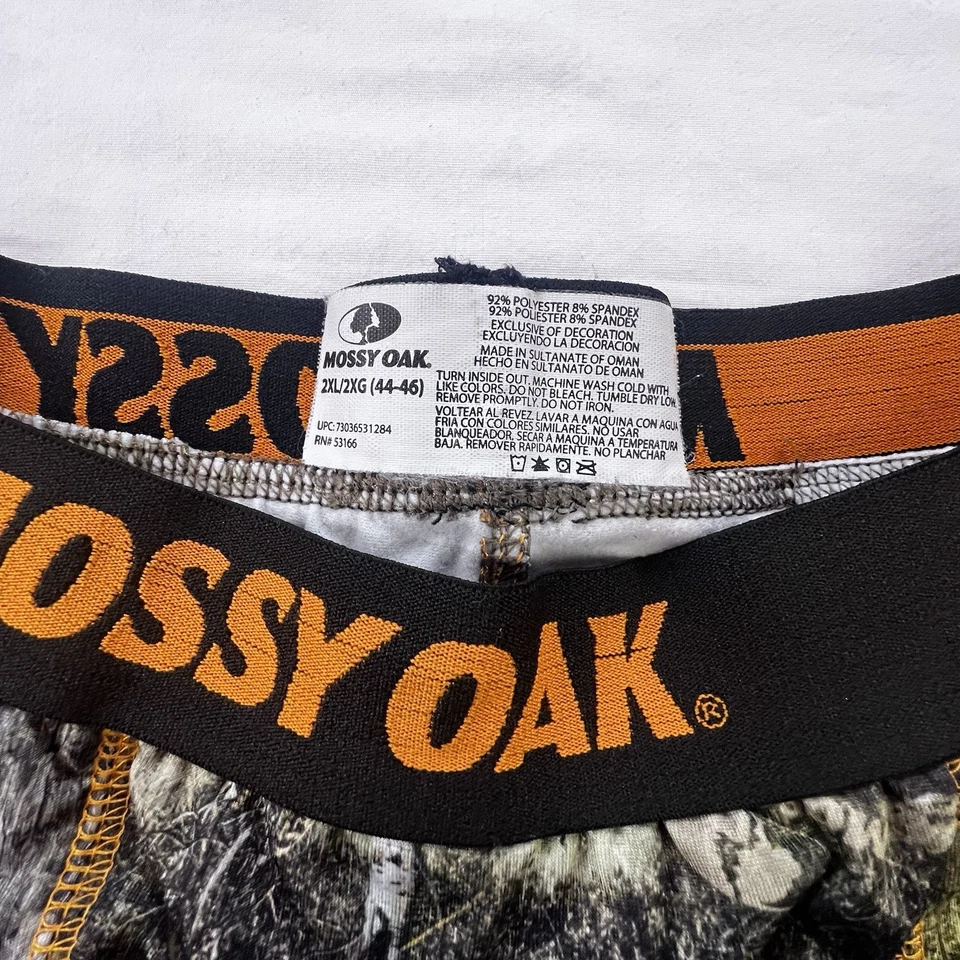 MOSSY OAK.
2XL/2XG (44-46)
UPC:73036531284
RN# 53166
92% POLYESTER 8% SPANDEX
92% POLIESTER 8% SPANDEX
EXCLUSIVE OF DECORATION
EXCLUYENDO LA DECORACION
MADE IN SULTANATE OF OMAN
HECHO EN SULTANATO DE OMAN
TURN INSIDE OUT. MACHINE WASH COLD WITH
LIKE COLORS. DO NOT BLEACH. TUMBLE DRY LOW.
REMOVE PROMPTLY. DO NOT IRON.
VOLTEAR AL REVEZ. LAVAR A MAQUINA CON AGUA
FRIA CON COLORES SIMILARES. NO USAR
BLANQUEADOR. SECAR A MAQUINA A TEMPERATURA
BAJA. REMOVER RAPIDAMENTE. NO PLANCHAR
MOSSY OAK®